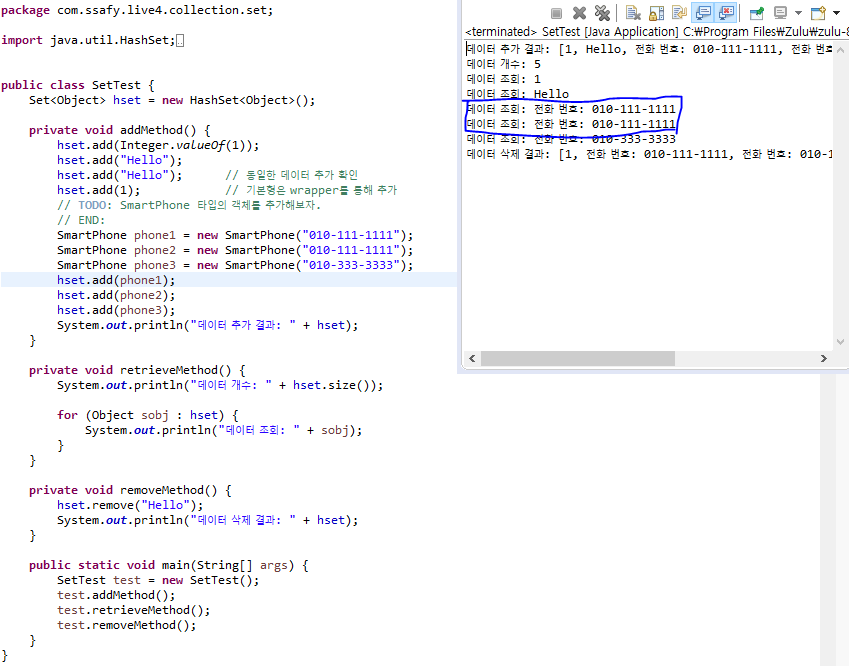 package com.ssafy.live4.collection.set;
import java.util.HashSet;
public class SetTest {
Set<Object> hset = new HashSet<Object>();
private void addMethod() {
hset.add(Integer.valueOf(1));
hset.add("Hello");
hset.add("Hello"); // 동일한 데이터 추가 확인
hset.add(1); // 기본형은 wrapper를 통해 추가
// TODO: SmartPhone 타입의 객체를 추가해보자.
// END:
SmartPhone phone1 = new SmartPhone("010-111-1111");
SmartPhone phone2 = new SmartPhone("010-111-1111");
SmartPhone phone3 = new SmartPhone("010-333-3333");
hset.add(phone1);
hset.add(phone2);
hset.add(phone3);
System.out.println("데이터 추가 결과: " + hset);
}
private void retrieveMethod() {
System.out.println("데이터 개수: " + hset.size());
for (Object sobj : hset) {
System.out.println("데이터 조회: " + sobj);
}
}
private void removeMethod() {
hset.remove("Hello");
System.out.println("데이터 삭제 결과: " + hset);
}
public static void main(String[] args) {
SetTest test = new SetTest();
test.addMethod();
test.retrieveMethod();
test.removeMethod();
}
}
<terminated> SetTest [Java Application] C:₩Program Files₩Zulu₩zulu-8
데이터 추가 결과: [1, Hello, 전화 번호: 010-111-1111, 전화 번호
데이터 개수: 5
데이터 조회: 1
데이터 조회: Hello
데이터 조회: 전화 번호: 010-111-1111
데이터 조회: 전화 번호: 010-111-1111
데이터 조회: 전화 번호: 010-333-3333
데이터 삭제 결과: [1, 전화 번호: 010-111-1111, 전화 번호: 010-1